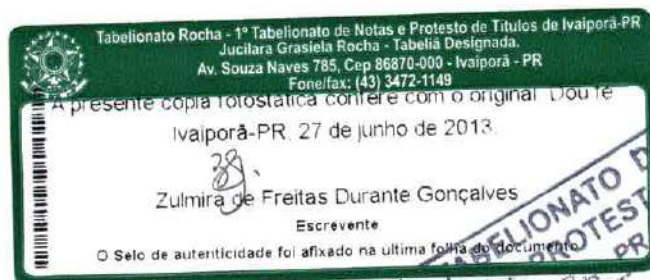 Tabelionato Rocha - 1º Tabelionato de Notas e Protesto de Títulos de Ivaiporã-PR
Jucilara Grasiela Rocha - Tabeliã Designada.
Av. Souza Naves 785, Cep 86870-000 - Ivaiporã - PR
Fone/fax: (43) 3472-1149
A presente copia fotostática confere com o original. Dou fé
Ivaiporã-PR, 27 de junho de 2013.
Zulmira de Freitas Durante Gonçalves
Escrevente
O Selo de autenticidade foi afixado na ultima folha do documento
TABELIONATO D
PROTEST
PR